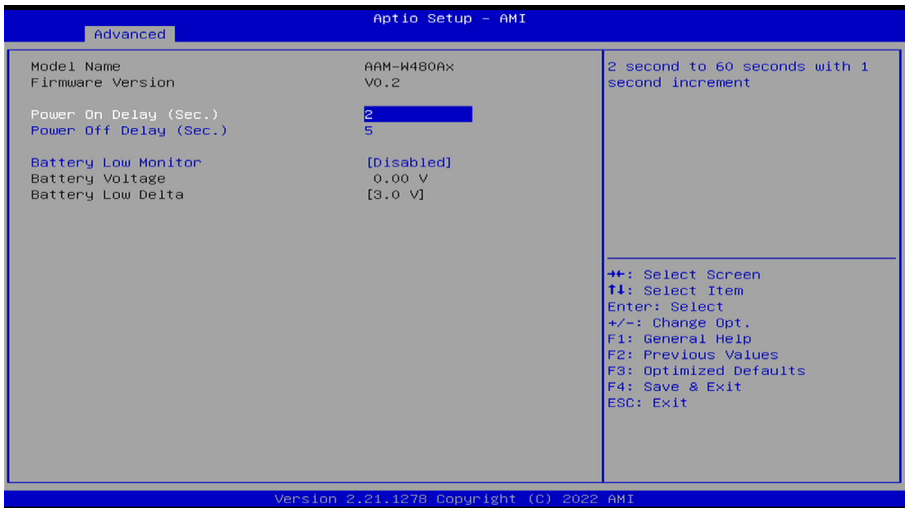 Aptio Setup – AMI
Advanced
Model Name AAM-W480Ax
Firmware Version V0.2
Power On Delay (Sec.) 2
Power Off Delay (Sec.) 5
Battery Low Monitor [Disabled]
Battery Voltage 0.00 V
Battery Low Delta [3.0 V]
2 second to 60 seconds with 1
second increment
→←: Select Screen
↑↓: Select Item
Enter: Select
+/-: Change Opt.
F1: General Help
F2: Previous Values
F3: Optimized Defaults
F4: Save & Exit
ESC: Exit
Version 2.21.1278 Copyright (C) 2022 AMI